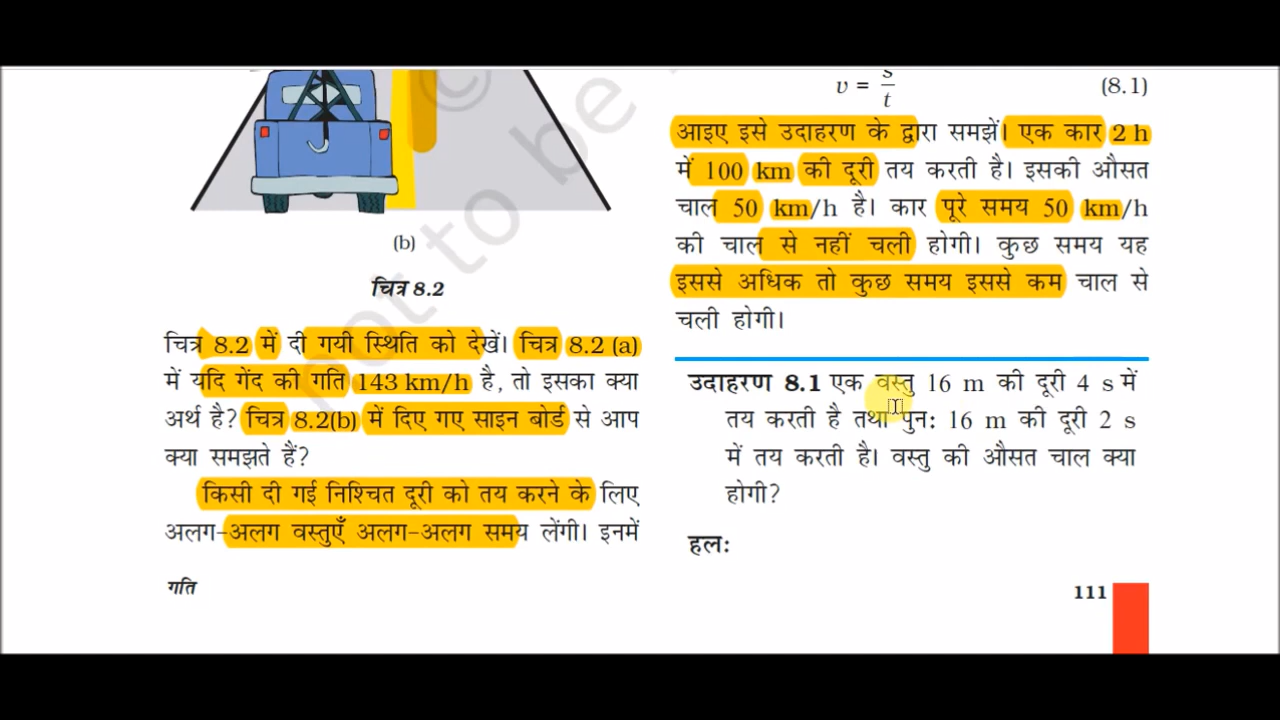 (b)
चित्र 8.2
चित्र 8.2 में दी गयी स्थिति को देखें। चित्र 8.2 (a)
में यदि गेंद की गति 143 km/h है, तो इसका क्या
अर्थ है? चित्र 8.2(b) में दिए गए साइन बोर्ड से आप
क्या समझते हैं?
किसी दी गई निश्चित दूरी को तय करने के लिए
अलग-अलग वस्तुएँ अलग-अलग समय लेंगी। इनमें
गति
v = s/t (8.1)
आइए इसे उदाहरण के द्वारा समझें। एक कार 2 h
में 100 km की दूरी तय करती है। इसकी औसत
चाल 50 km/h है। कार पूरे समय 50 km/h
की चाल से नहीं चली होगी। कुछ समय यह
इससे अधिक तो कुछ समय इससे कम चाल से
चली होगी।
उदाहरण 8.1 एक वस्तु 16 m की दूरी 4 s में
तय करती है तथा पुनः 16 m की दूरी 2 s
में तय करती है। वस्तु की औसत चाल क्या
होगी?
हलः
111
© not to be